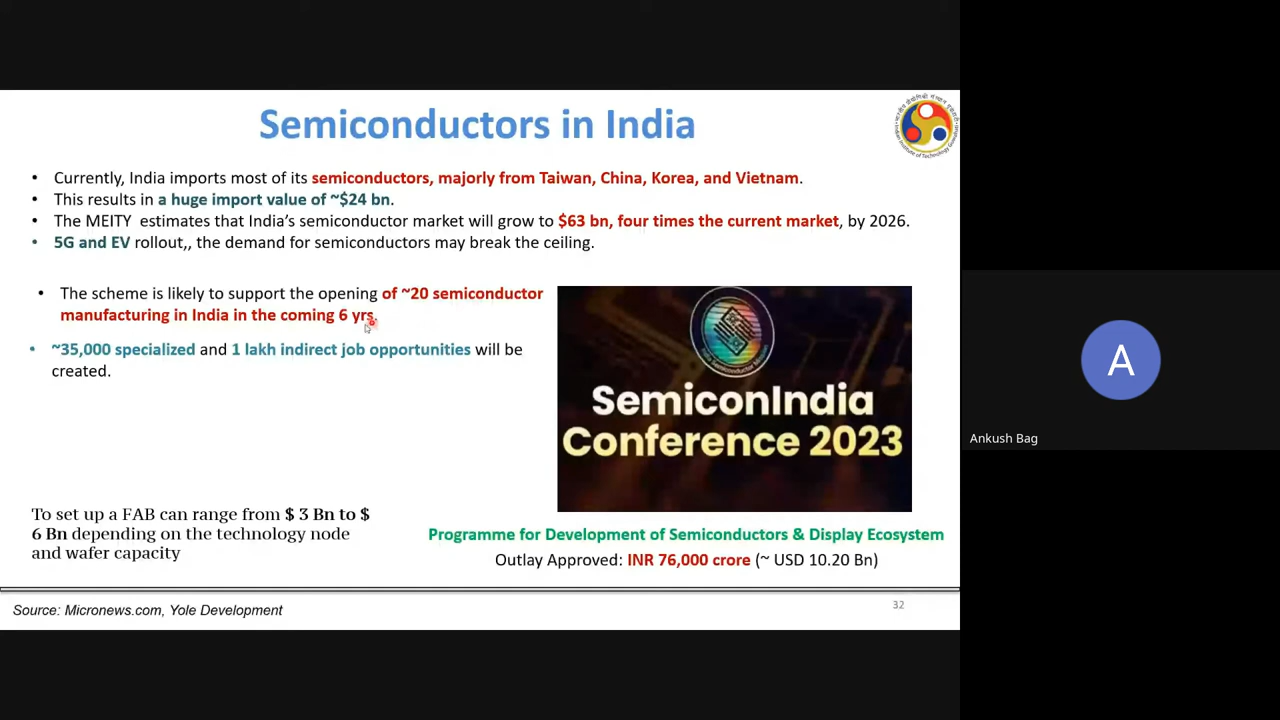 Semiconductors in India
Currently, India imports most of its semiconductors, majorly from Taiwan, China, Korea, and Vietnam.
This results in a huge import value of ~$24 bn.
The MEITY estimates that India's semiconductor market will grow to $63 bn, four times the current market, by 2026.
5G and EV rollout,, the demand for semiconductors may break the ceiling.
The scheme is likely to support the opening of ~20 semiconductor
manufacturing in India in the coming 6 yrs.
~35,000 specialized and 1 lakh indirect job opportunities will be
created.
SemiconIndia
Conference 2023
To set up a FAB can range from $ 3 Bn to $
6 Bn depending on the technology node
and wafer capacity
Programme for Development of Semiconductors & Display Ecosystem
Outlay Approved: INR 76,000 crore (~ USD 10.20 Bn)
Source: Micronews.com, Yole Development
32
A
Ankush Bag